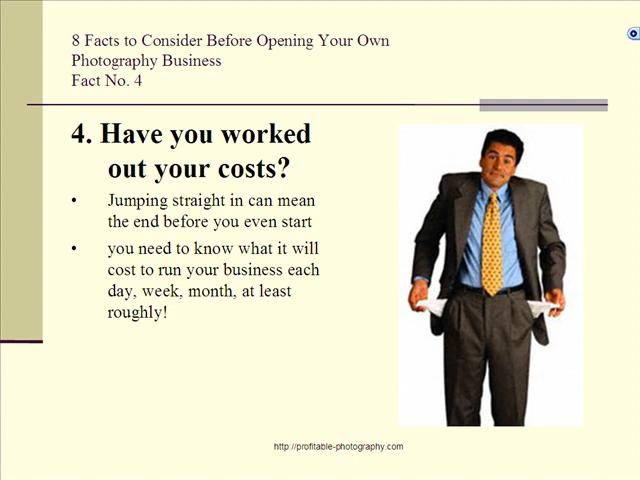 8 Facts to Consider Before Opening Your Own
Photography Business
Fact No. 4
4. Have you worked
out your costs?
• Jumping straight in can mean
the end before you even start
• you need to know what it will
cost to run your business each
day, week, month, at least
roughly!
http://profitable-photography.com